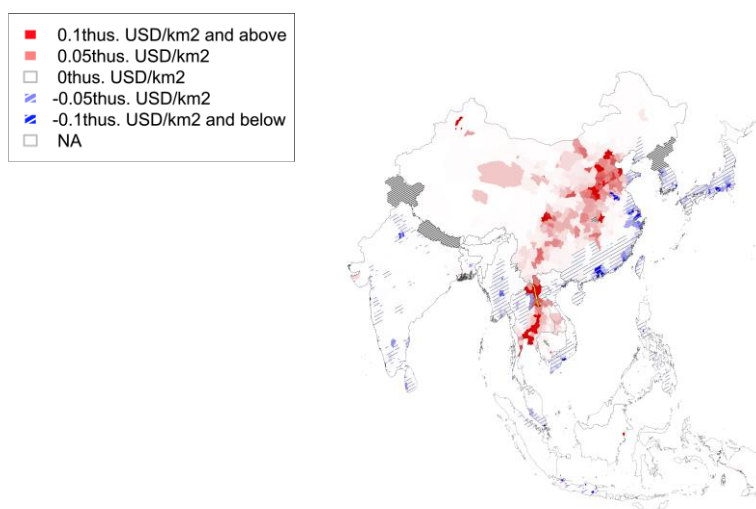 0.1thus. USD/km2 and above
0.05thus. USD/km2
0thus. USD/km2
-0.05thus. USD/km2
-0.1thus. USD/km2 and below
NA